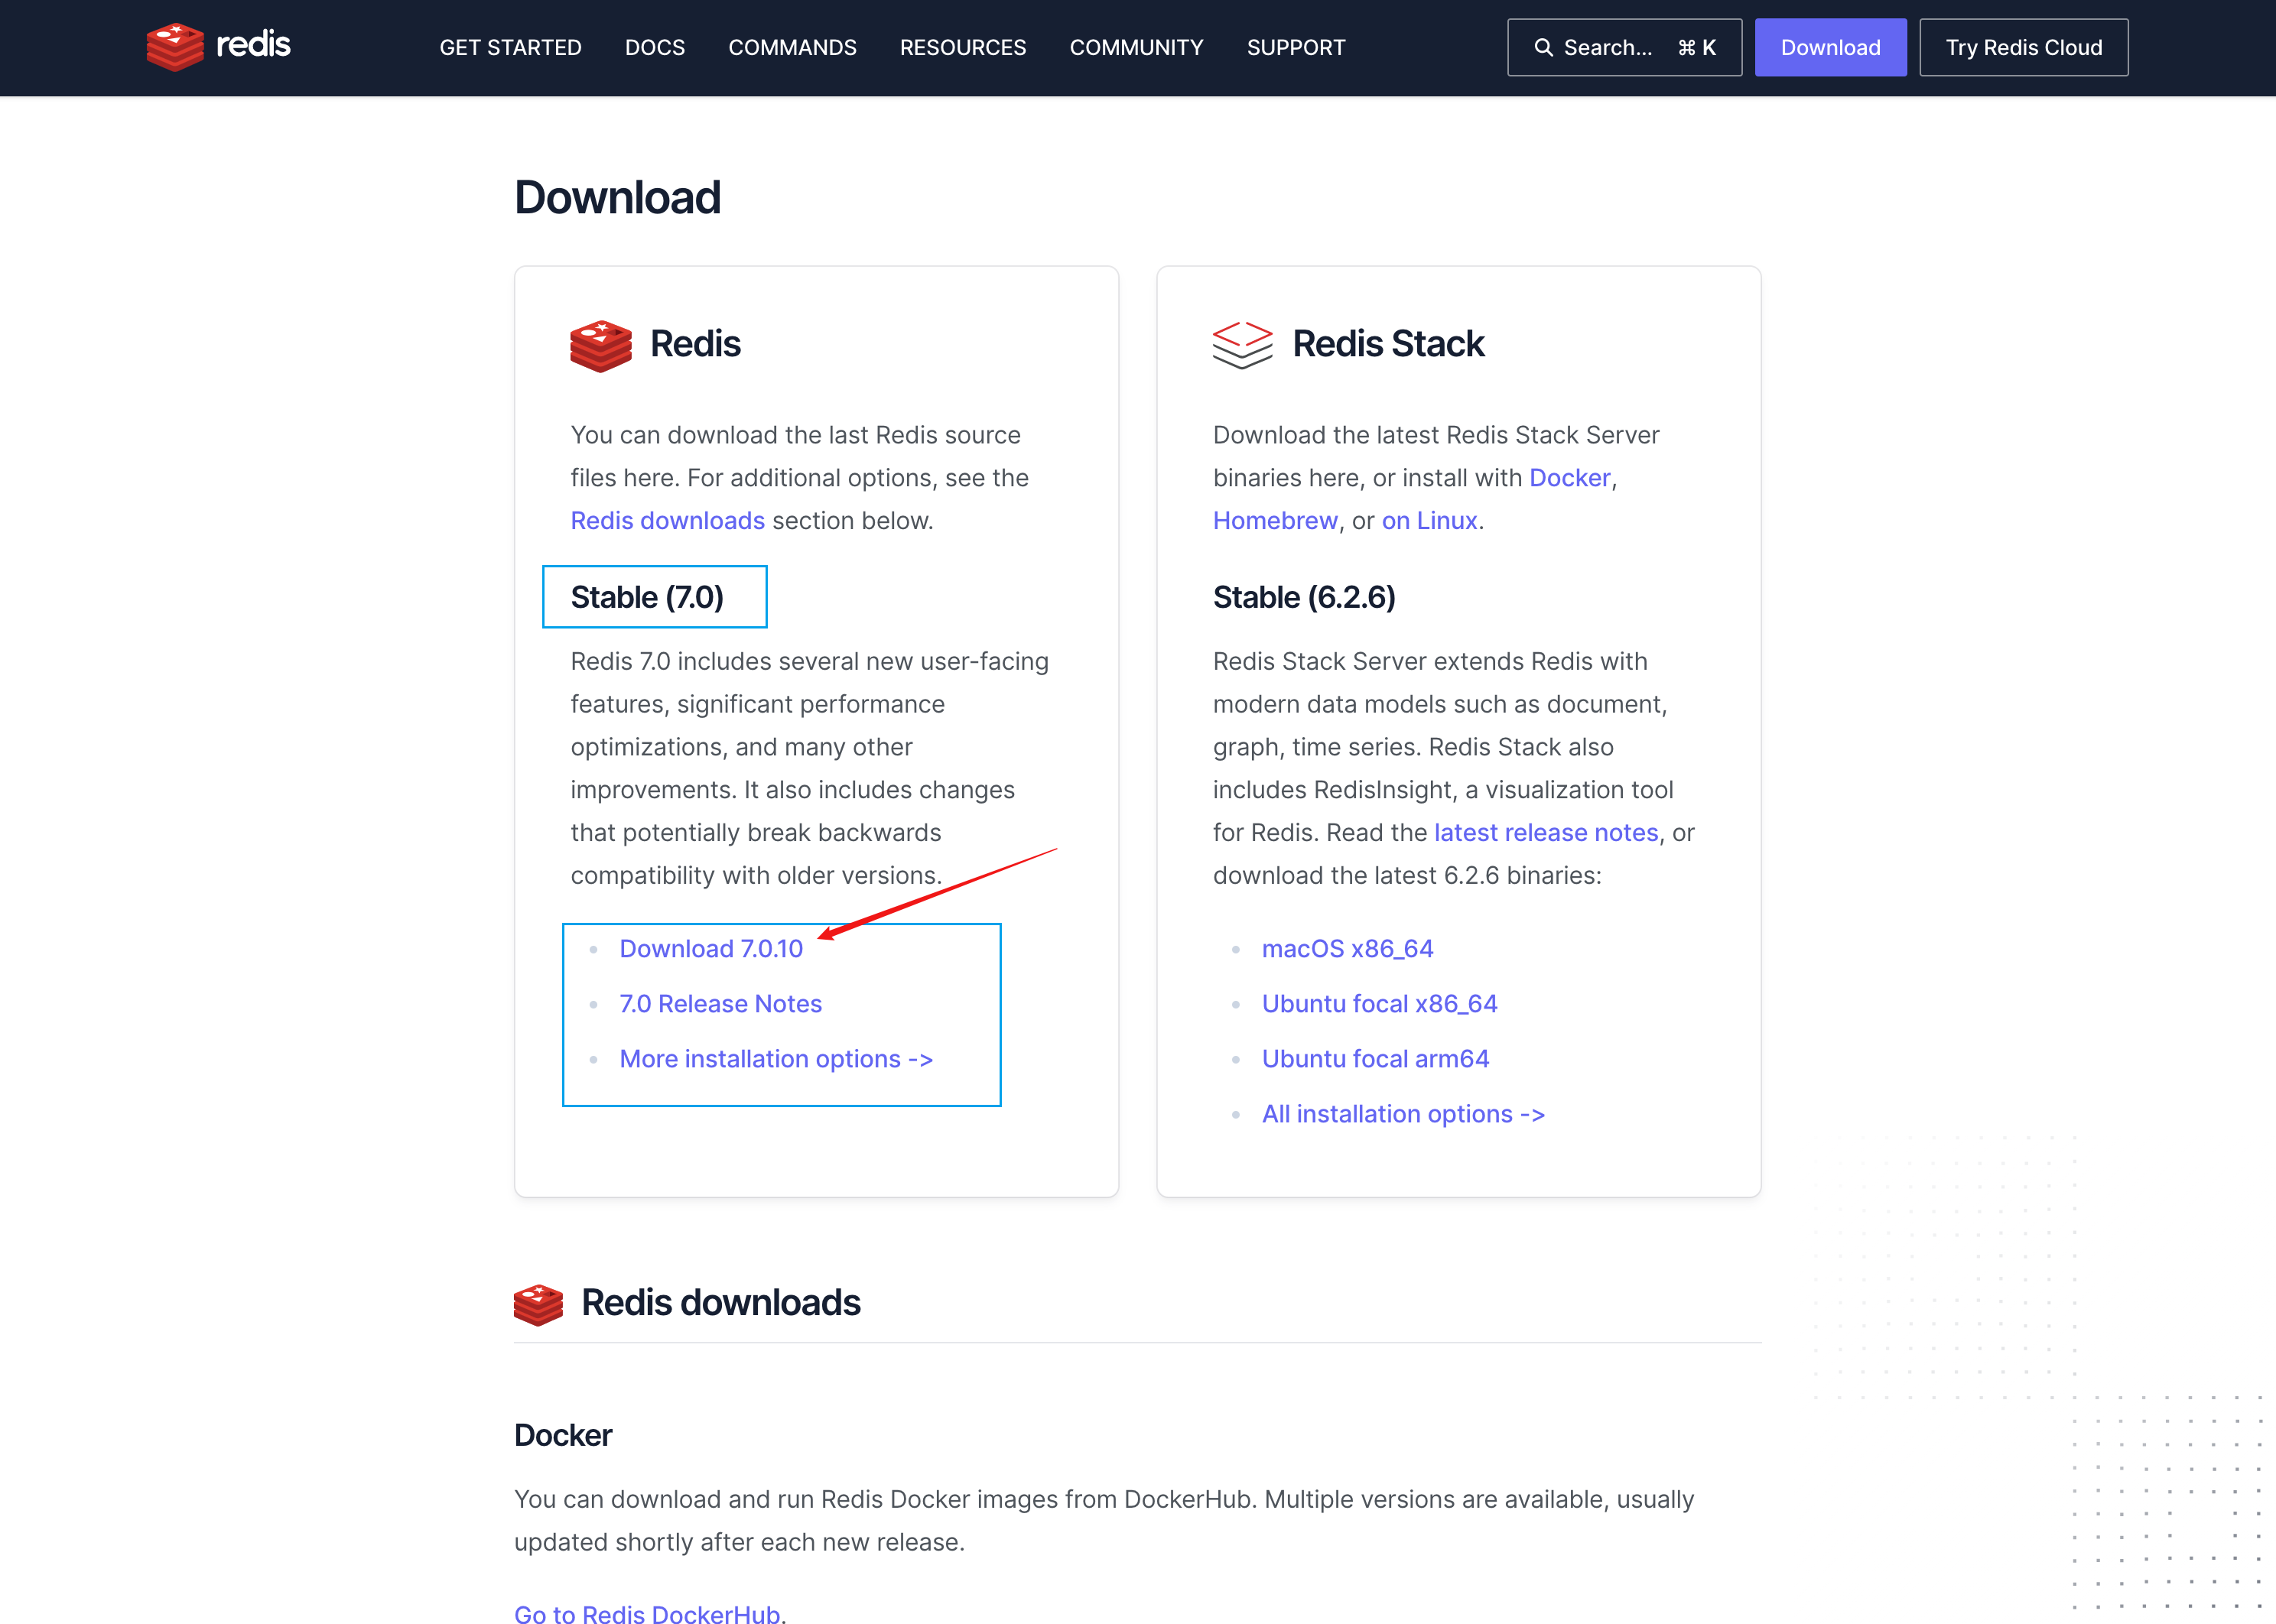 redis GET STARTED DOCS COMMANDS RESOURCES COMMUNITY SUPPORT Search... ⌘ K Download Try Redis Cloud
Download
Redis
You can download the last Redis source
files here. For additional options, see the
Redis downloads section below.
Stable (7.0)
Redis 7.0 includes several new user-facing
features, significant performance
optimizations, and many other
improvements. It also includes changes
that potentially break backwards
compatibility with older versions.
Download 7.0.10
7.0 Release Notes
More installation options ->
Redis Stack
Download the latest Redis Stack Server
binaries here, or install with Docker,
Homebrew, or on Linux.
Stable (6.2.6)
Redis Stack Server extends Redis with
modern data models such as document,
graph, time series. Redis Stack also
includes RedisInsight, a visualization tool
for Redis. Read the latest release notes, or
download the latest 6.2.6 binaries:
macOS x86_64
Ubuntu focal x86_64
Ubuntu focal arm64
All installation options ->
Redis downloads
Docker
You can download and run Redis Docker images from DockerHub. Multiple versions are available, usually
updated shortly after each new release.
Go to Redis DockerHub.